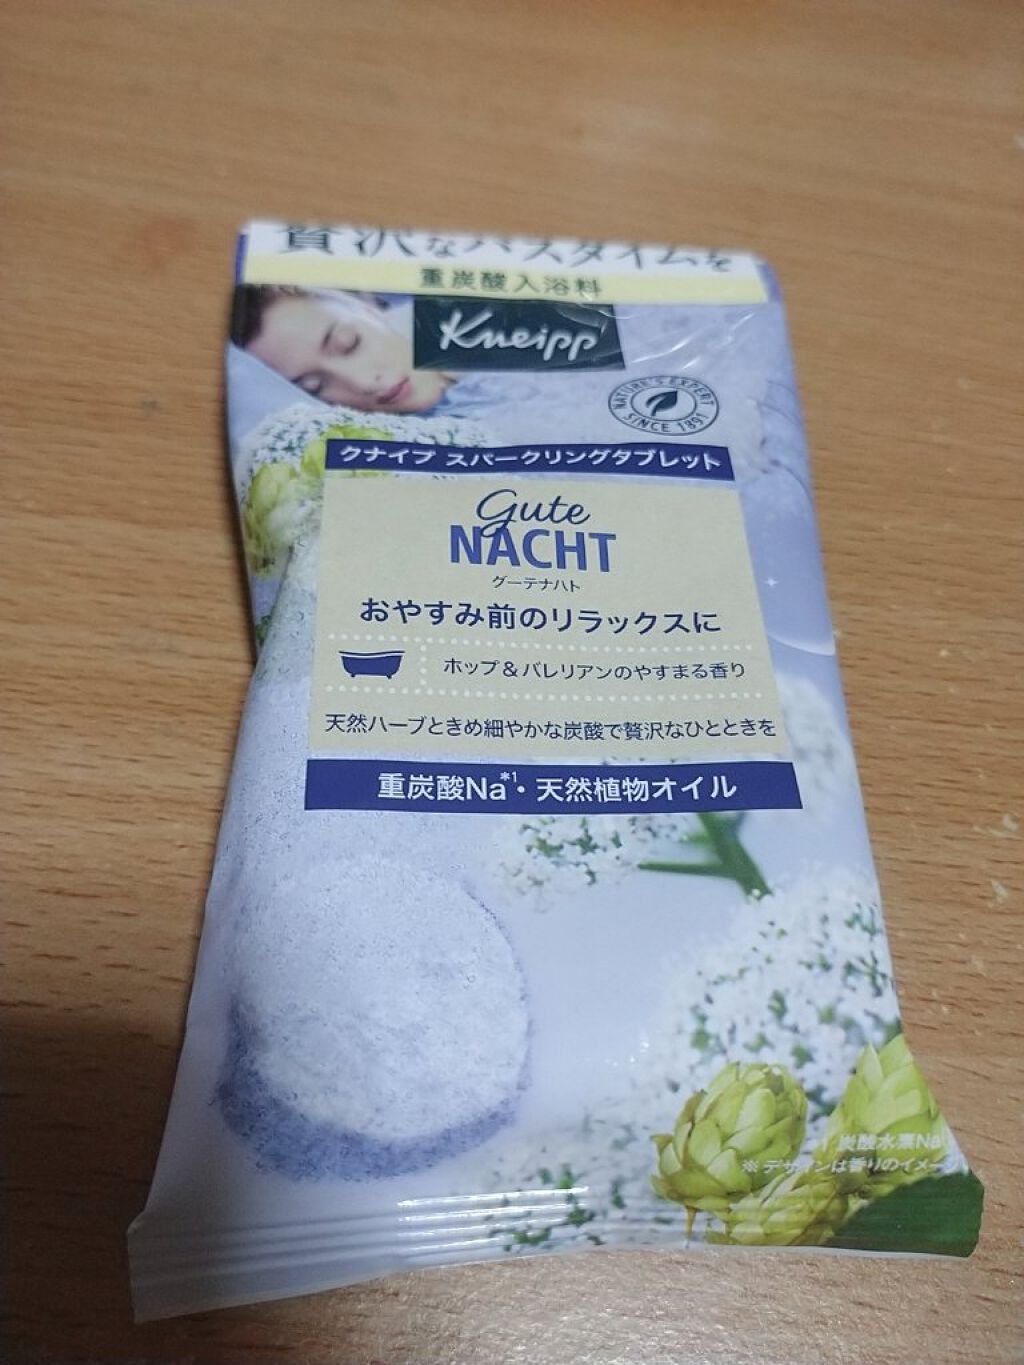 贅沢なバスタイムを
重炭酸入浴料
Kneipp
NATURE'S EXPERT
SINCE 1891
クナイプ スパークリングタブレット
Gute
NACHT
グーテナハト
おやすみ前のリラックスに
ホップ＆バレリアンのやすまる香り
天然ハーブときめ細やかな炭酸で贅沢なひとときを
重炭酸Na*1・天然植物オイル
*1 炭酸水素Na
※デザインは香りのイメージ